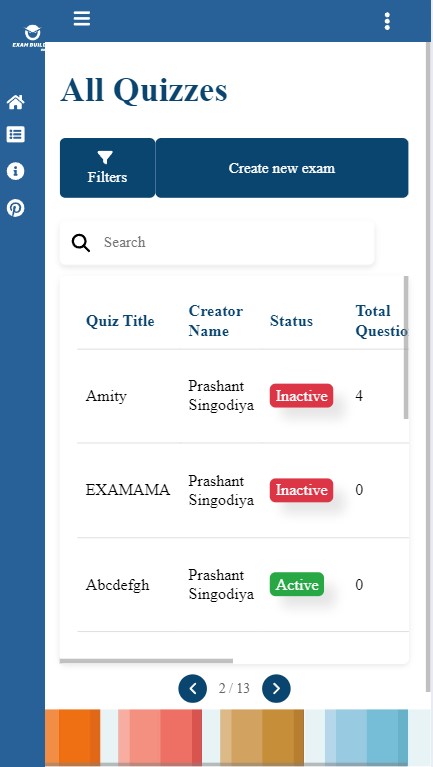 EXAM BUILD
All Quizzes
Filters
Create new exam
Search
Quiz Title
Creator
Name
Status
Total
Questio
Amity
Prashant
Singodiya
Inactive
4
EXAMAMA
Prashant
Singodiya
Inactive
0
Abcdefgh
Prashant
Singodiya
Active
0
2 / 13